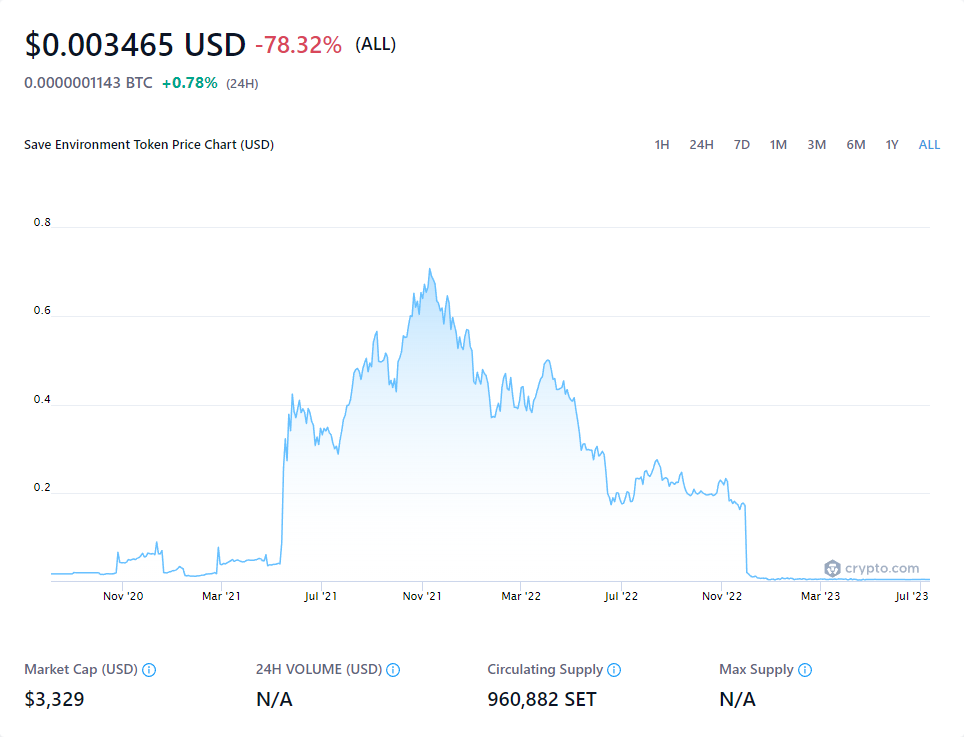 $0.003465 USD -78.32% (ALL)
0.0000001143 BTC +0.78% (24H)
Save Environment Token Price Chart (USD) 1H 24H 7D 1M 3M 6M 1Y ALL
0.8
0.6
0.4
0.2
crypto.com
Nov '20 Mar '21 Jul '21 Nov '21 Mar '22 Jul '22 Nov '22 Mar '23 Jul '23
Market Cap (USD) 24H VOLUME (USD) Circulating Supply Max Supply
$3,329 N/A 960,882 SET N/A